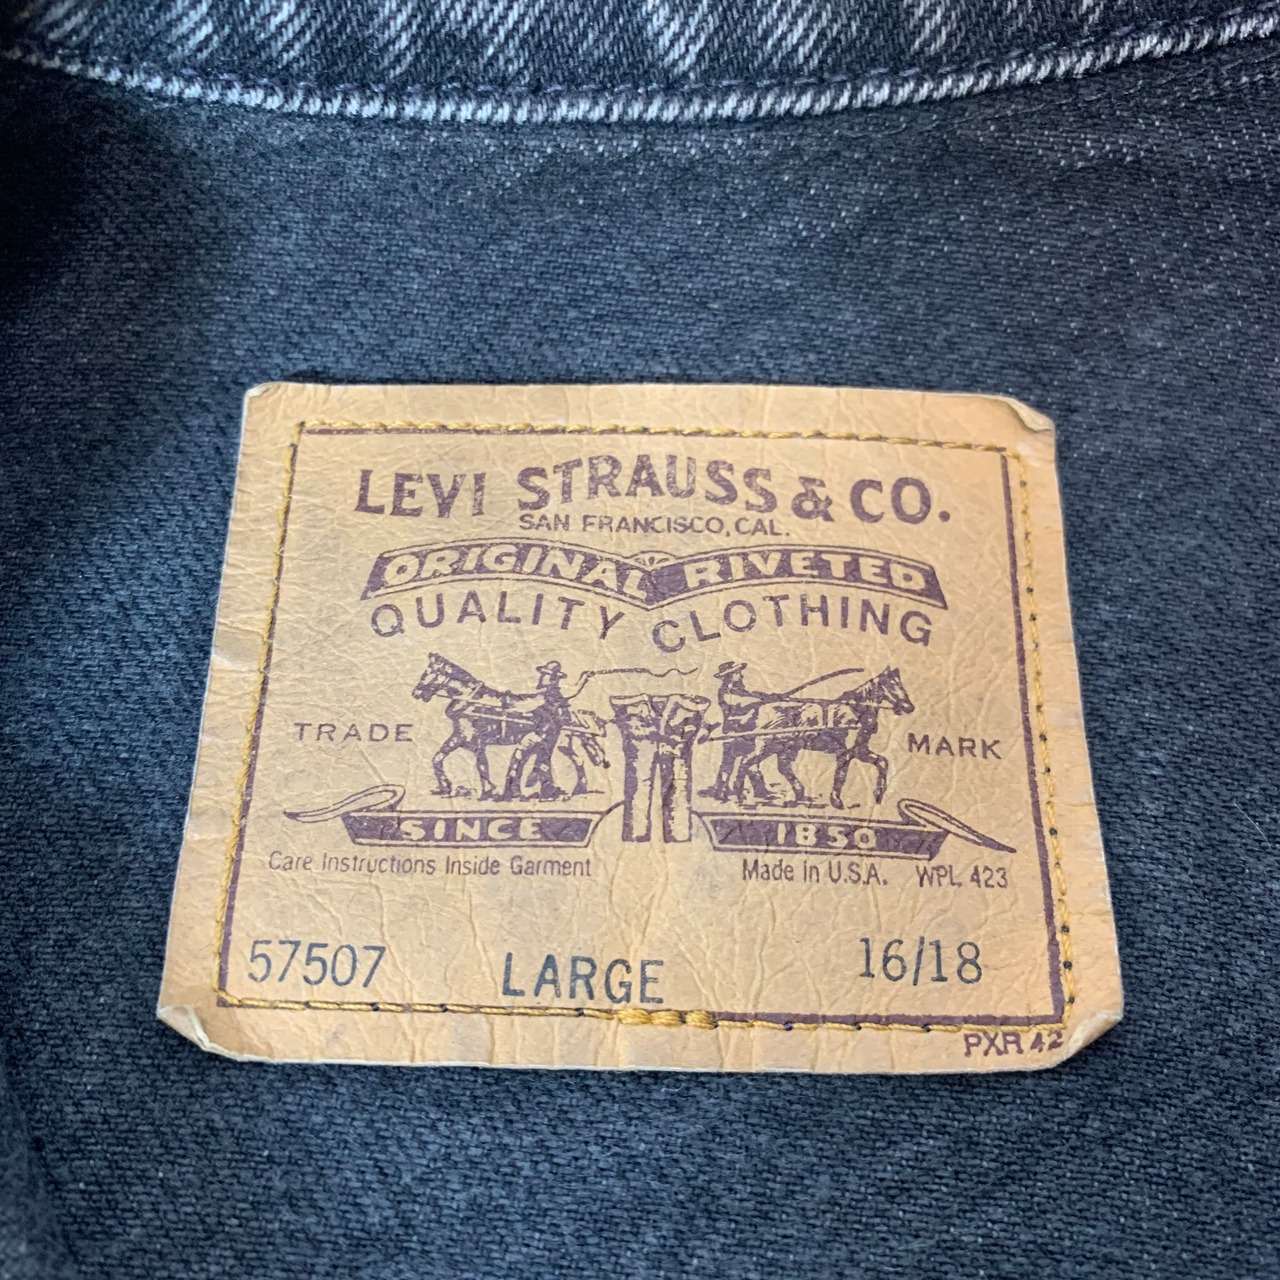 LEVI STRAUSS & CO.
SAN FRANCISCO, CAL.
ORIGINAL RIVETED
QUALITY CLOTHING
TRADE MARK
SINCE 1850
Care Instructions Inside Garment Made in U.S.A. WPL 423
57507 LARGE 16/18
PXR 42